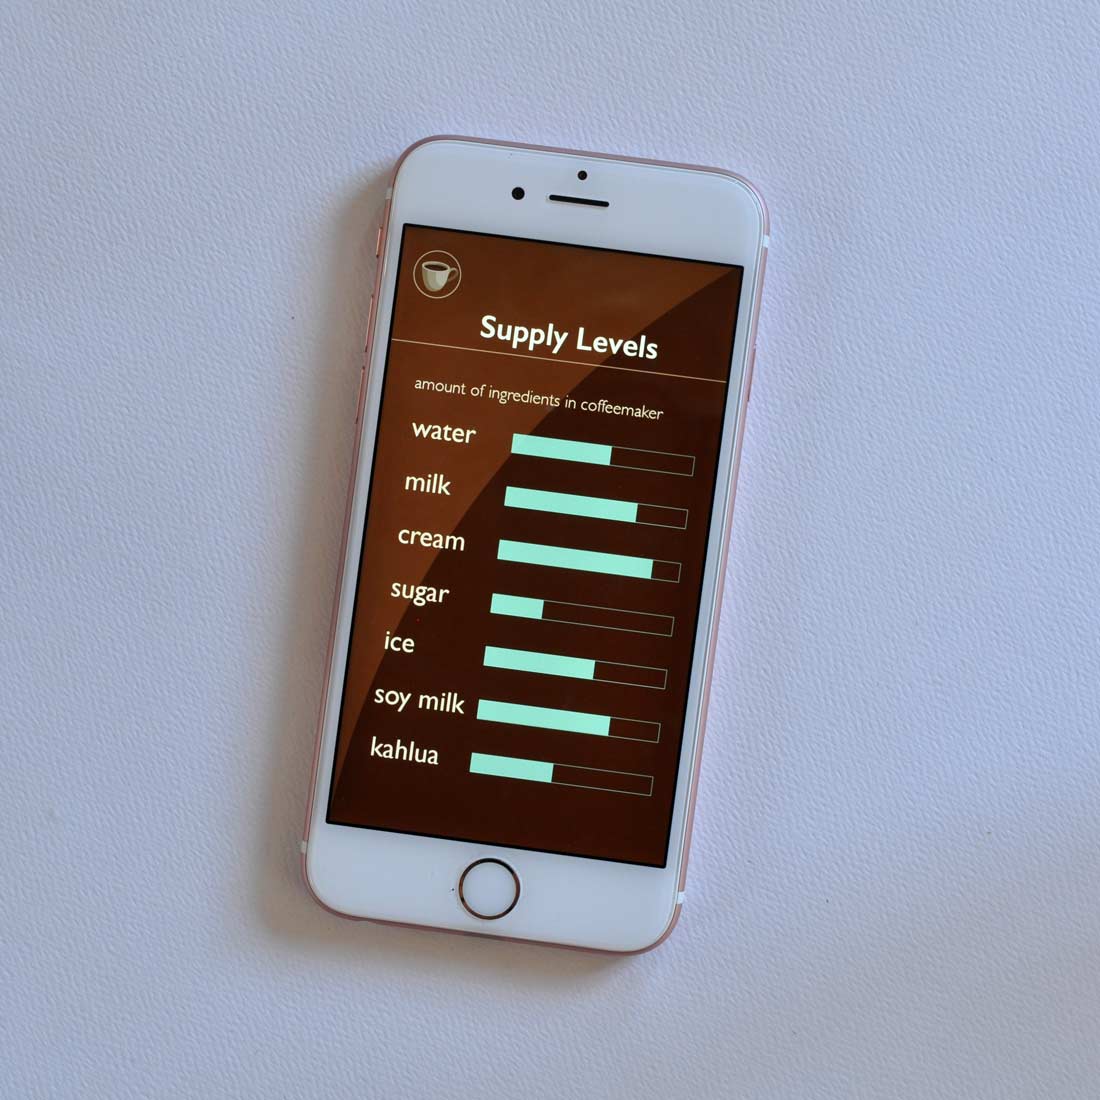 Supply Levels
amount of ingredients in coffeemaker
water
milk
cream
sugar
ice
soy milk
kahlua